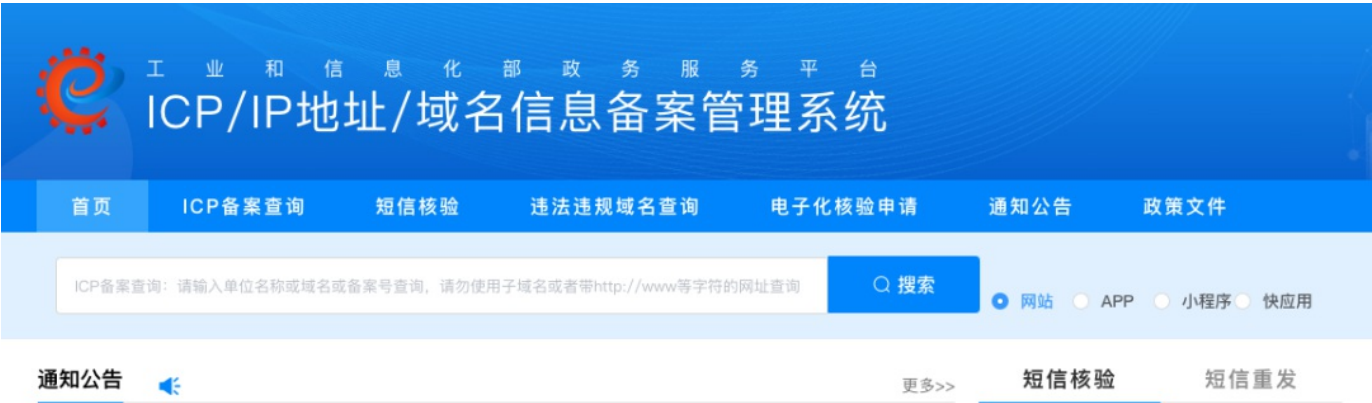 工业和信息化部政务服务平台
ICP/IP地址/域名信息备案管理系统
首页 ICP备案查询 短信核验 违法违规域名查询 电子化核验申请 通知公告 政策文件
ICP备案查询：请输入单位名称或域名或备案号查询，请勿使用子域名或者带http://www等字符的网址查询 搜索 网站 APP 小程序 快应用
通知公告 更多>> 短信核验 短信重发